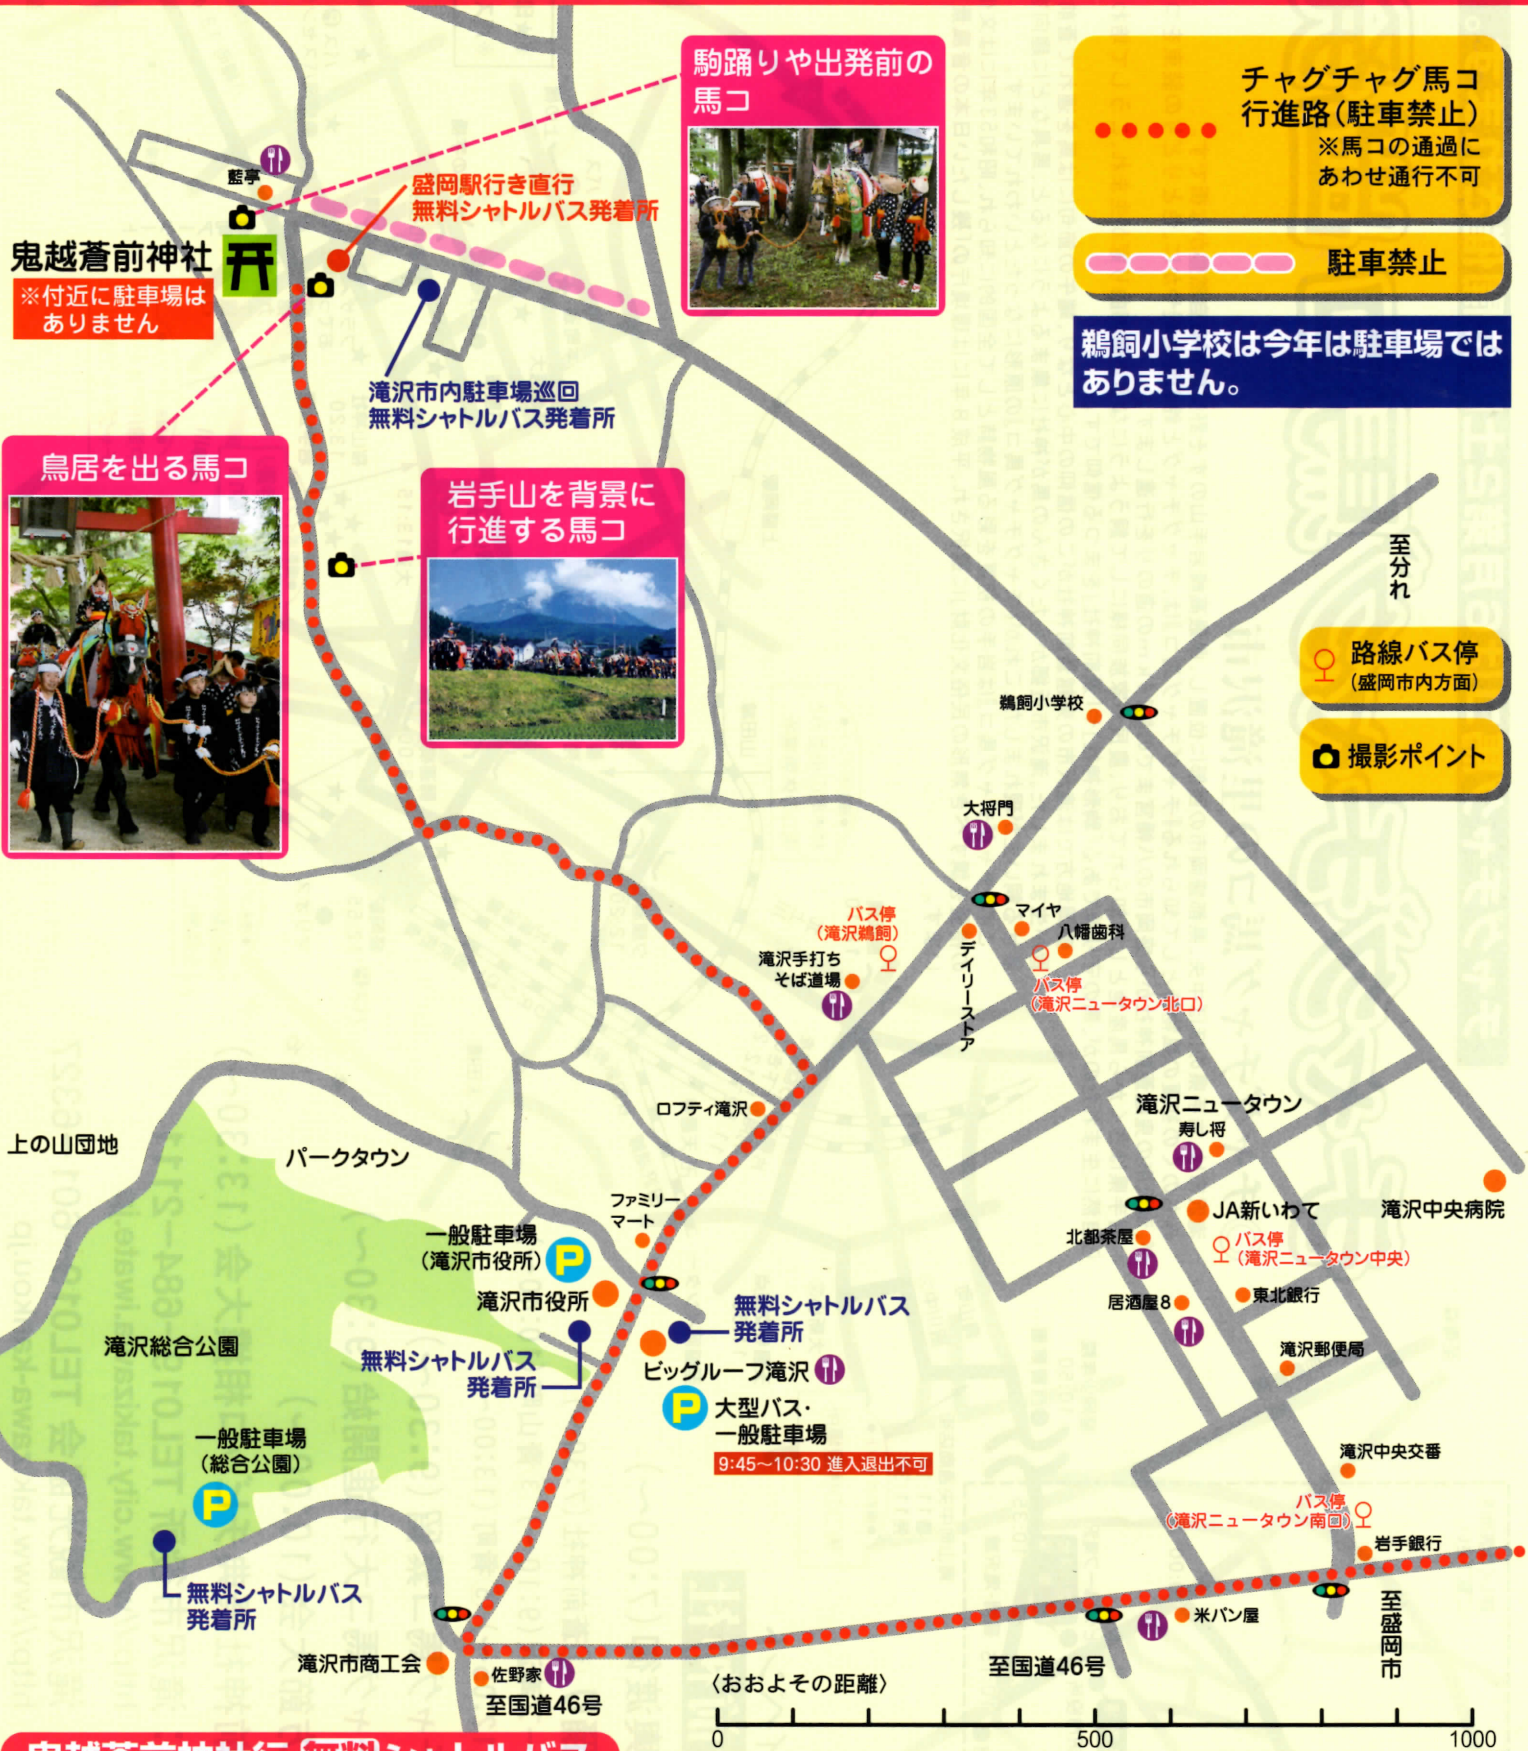 駒踊りや出発前の
馬コ
チャグチャグ馬コ
行進路(駐車禁止)
※馬コの通過に
あわせ通行不可
駐車禁止
鵜飼小学校は今年は駐車場では
ありません。
藍亭
盛岡駅行き直行
無料シャトルバス発着所
鬼越蒼前神社
※付近に駐車場は
ありません
滝沢市内駐車場巡回
無料シャトルバス発着所
鳥居を出る馬コ
岩手山を背景に
行進する馬コ
至分れ
路線バス停
(盛岡市内方面)
撮影ポイント
鵜飼小学校
大将門
バス停
(滝沢鵜飼)
マイヤ
八幡歯科
滝沢手打ち
そば道場
デイリーストア
バス停
(滝沢ニュータウン北口)
ロフティ滝沢
滝沢ニュータウン
寿し将
上の山団地
パークタウン
ファミリー
マート
一般駐車場
(滝沢市役所)
P
滝沢市役所
JA新いわて
滝沢中央病院
北都茶屋
バス停
(滝沢ニュータウン中央)
居酒屋8
東北銀行
滝沢郵便局
滝沢総合公園
無料シャトルバス
発着所
無料シャトルバス
発着所
ビッグルーフ滝沢
P
大型バス・
一般駐車場
9:45〜10:30 進入退出不可
一般駐車場
(総合公園)
P
滝沢中央交番
バス停
(滝沢ニュータウン南口)
岩手銀行
無料シャトルバス
発着所
米パン屋
至盛岡市
滝沢市商工会
佐野家
至国道46号
至国道46号
〈おおよその距離〉
0
500
1000
鬼越蒼前神社行 無料シャトルバス